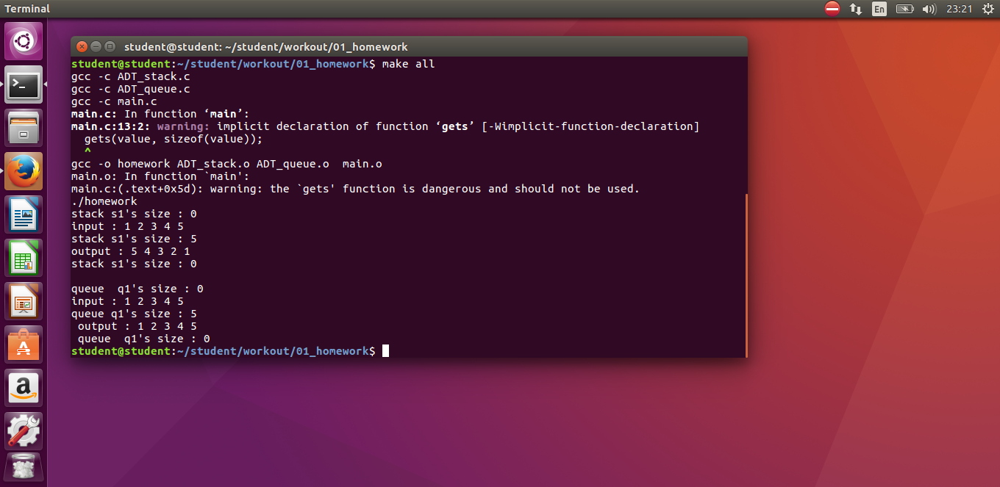 Terminal
En
23:21
student@student: ~/student/workout/01_homework
student@student:~/student/workout/01_homework$ make all
gcc -c ADT_stack.c
gcc -c ADT_queue.c
gcc -c main.c
main.c: In function ‘main’:
main.c:13:2: warning: implicit declaration of function ‘gets’ [-Wimplicit-function-declaration]
  gets(value, sizeof(value));
  ^
gcc -o homework ADT_stack.o ADT_queue.o  main.o
main.o: In function `main':
main.c:(.text+0x5d): warning: the `gets' function is dangerous and should not be used.
./homework
stack s1's size : 0
input : 1 2 3 4 5
stack s1's size : 5
output : 5 4 3 2 1
stack s1's size : 0

queue  q1's size : 0
input : 1 2 3 4 5
queue q1's size : 5
 output : 1 2 3 4 5
 queue  q1's size : 0
student@student:~/student/workout/01_homework$